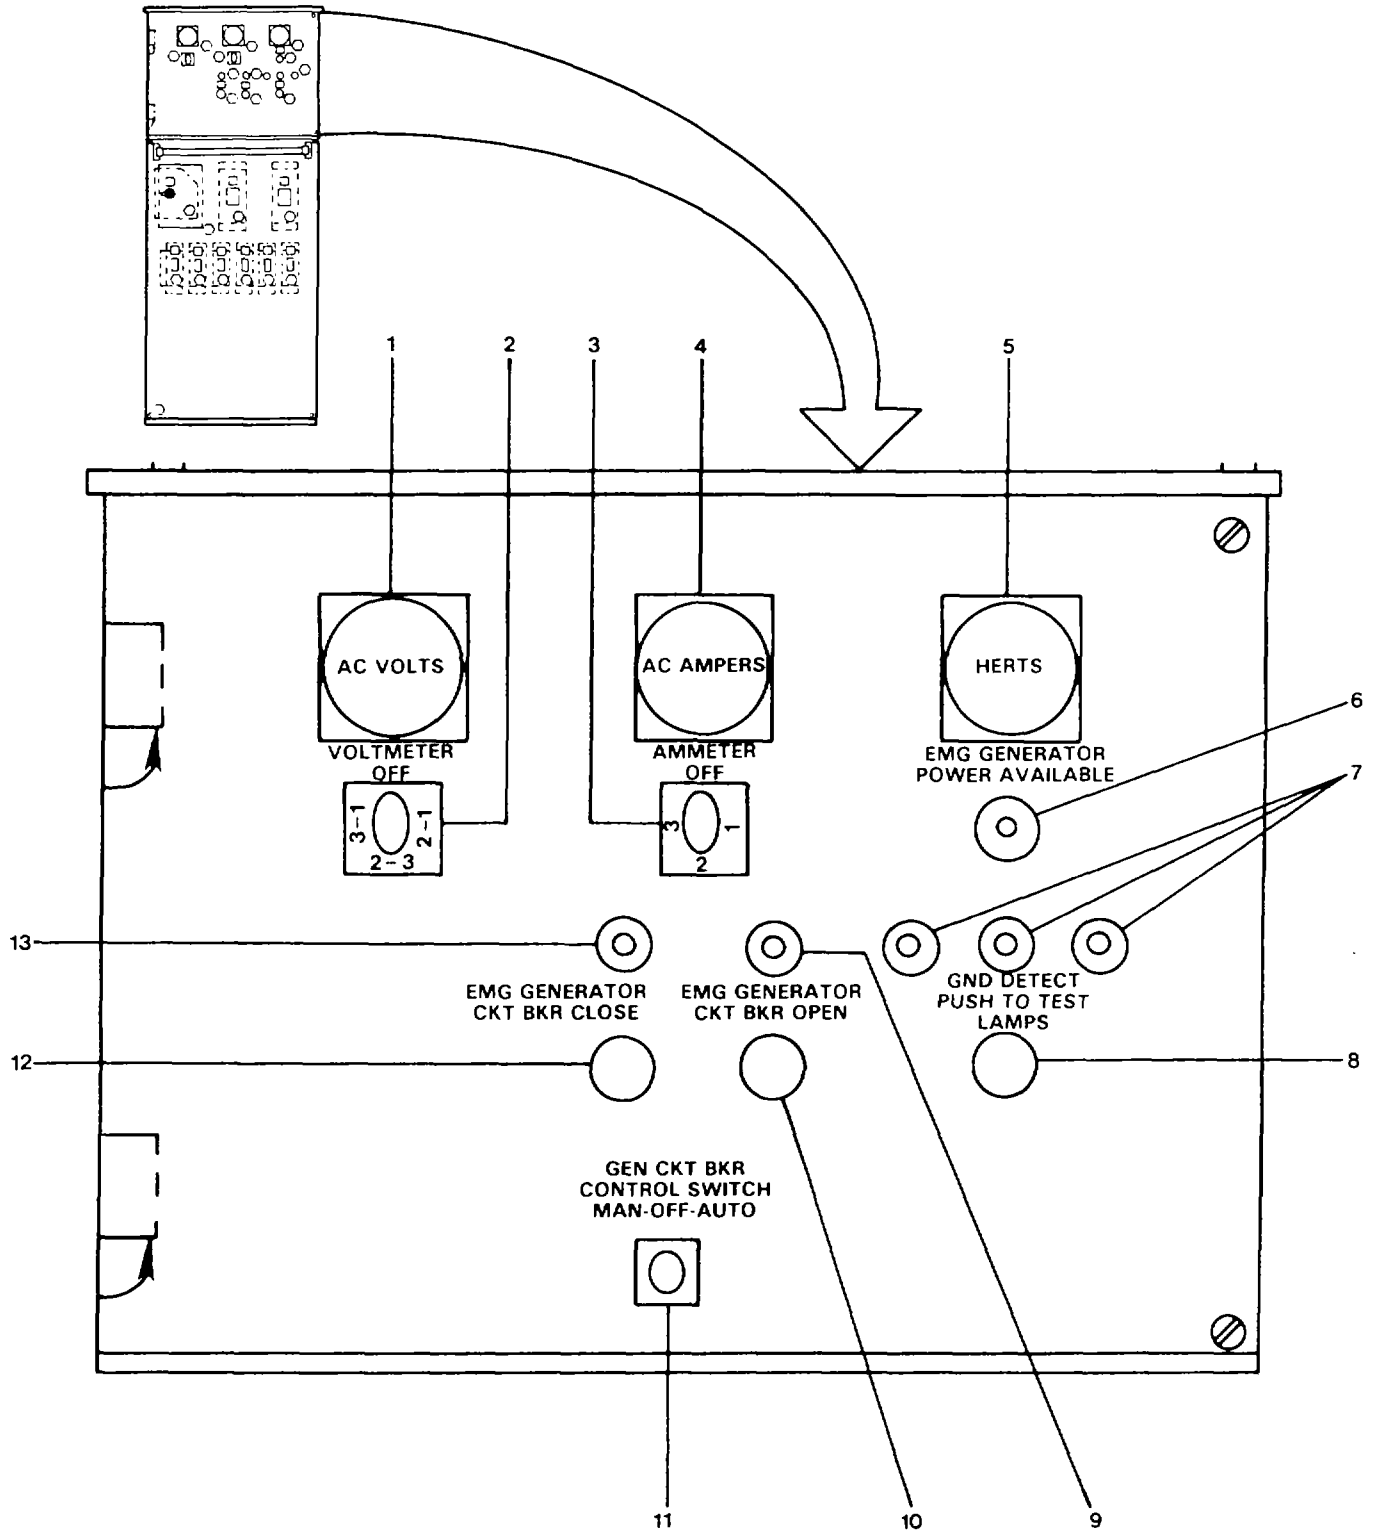 1 2 3 4 5
AC VOLTS
AC AMPERS
HERTS
6
VOLTMETER
OFF
3-1
2-1
2-3
AMMETER
OFF
3
1
2
EMG GENERATOR
POWER AVAILABLE
7
13
EMG GENERATOR
CKT BKR CLOSE
EMG GENERATOR
CKT BKR OPEN
GND DETECT
PUSH TO TEST
LAMPS
12
8
GEN CKT BKR
CONTROL SWITCH
MAN-OFF-AUTO
11 10 9